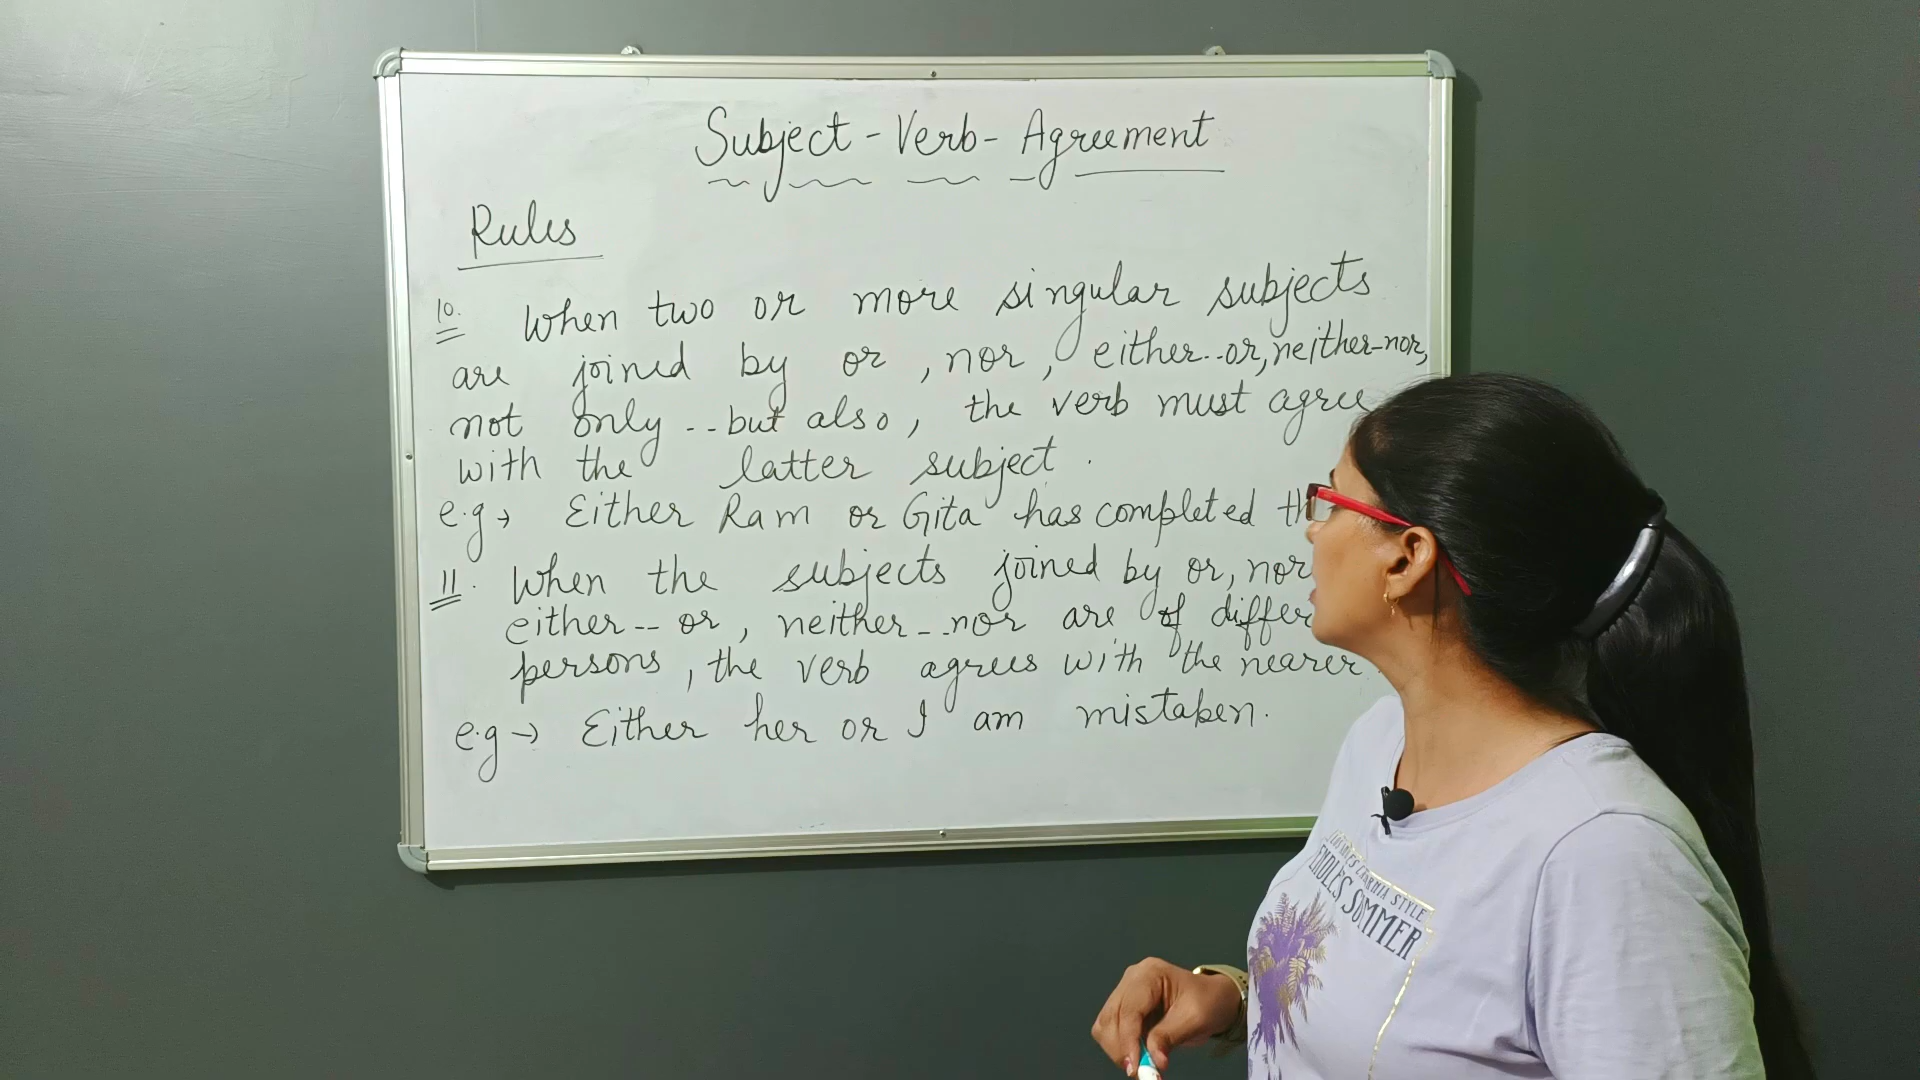 Subject-Verb-Agreement
Rules
10. When two or more singular subjects
are joined by or, nor, either..or, neither-nor,
not only..but also, the verb must agree
with the latter subject.
e.g→ Either Ram or Gita has completed th
11. When the subjects joined by or, nor
either-- or, neither--nor are of differ
persons, the verb agrees with the nearer
e.g→ Either her or I am mistaken.
STYLE
ENDLES SUMMER